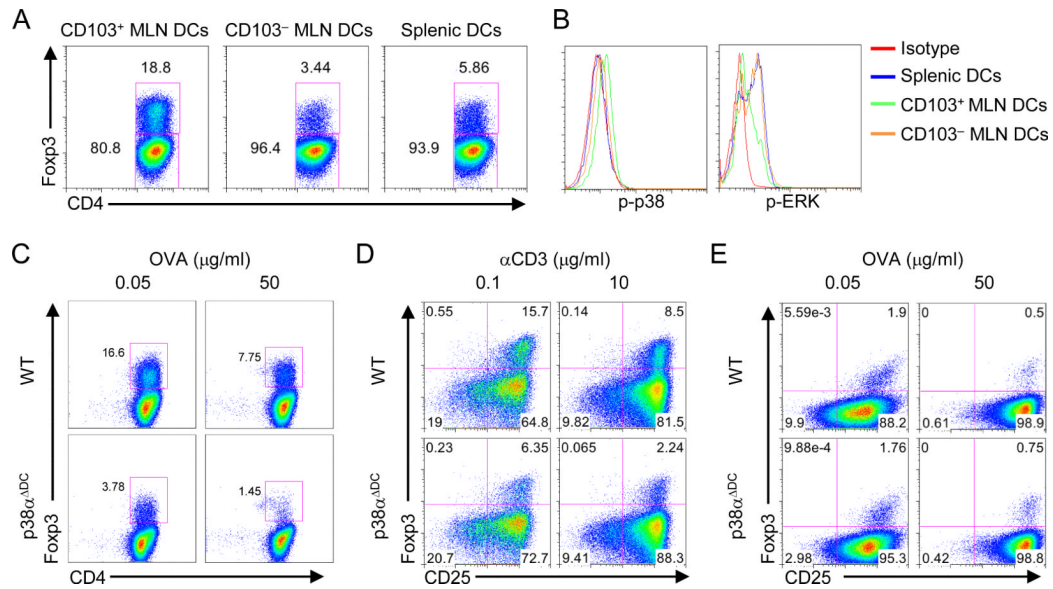 A
CD103⁺ MLN DCs
CD103⁻ MLN DCs
Splenic DCs
18.8
3.44
5.86
80.8
96.4
93.9
Foxp3
CD4
B
p-p38
p-ERK
Isotype
Splenic DCs
CD103⁺ MLN DCs
CD103⁻ MLN DCs
C
OVA (μg/ml)
0.05
50
WT
16.6
7.75
p38α^ΔDC
3.78
1.45
Foxp3
CD4
D
αCD3 (μg/ml)
0.1
10
WT
0.55
15.7
0.14
8.5
19
64.8
9.82
81.5
p38α^ΔDC
0.23
6.35
0.065
2.24
20.7
72.7
9.41
88.3
Foxp3
CD25
E
OVA (μg/ml)
0.05
50
WT
5.59e-3
1.9
0
0.5
9.9
88.2
0.61
98.9
p38α^ΔDC
9.88e-4
1.76
0
0.75
2.98
95.3
0.42
98.8
Foxp3
CD25